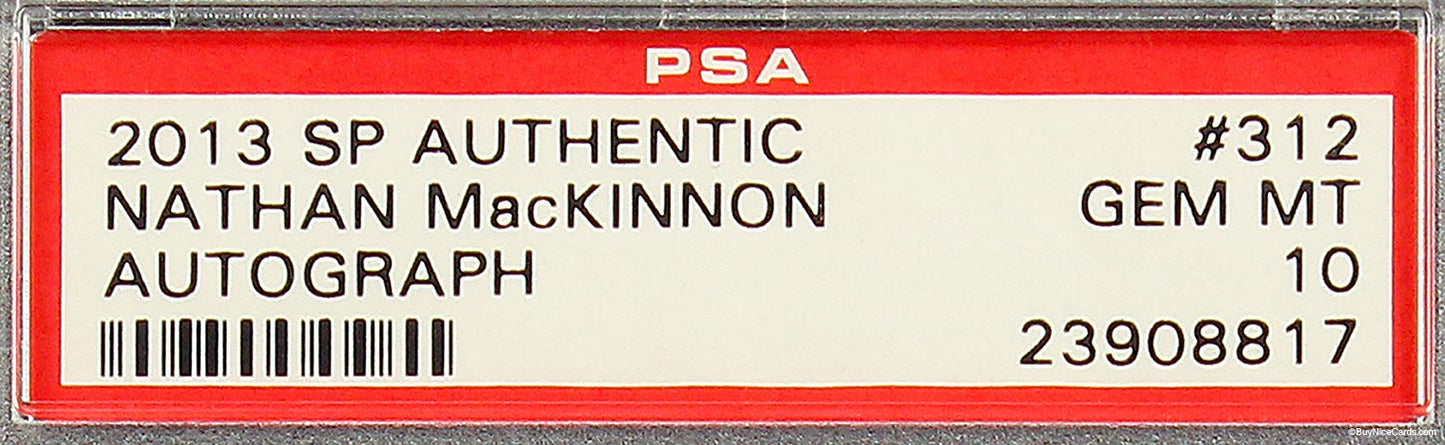 PSA
2013 SP AUTHENTIC #312
NATHAN MacKINNON GEM MT
AUTOGRAPH 10
23908817
©BuyNiceCards.com